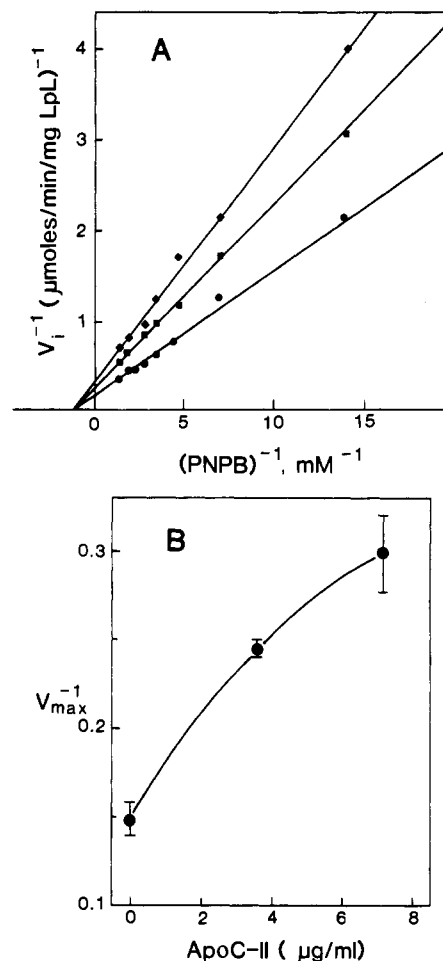 A
4
3
2
1
0
5
10
15
V_i^-1 (μmoles/min/mg LpL)^-1
(PNPB)^-1, mM^-1
B
0.3
0.2
0.1
V_max^-1
0
2
4
6
8
ApoC-II ( μg/ml)